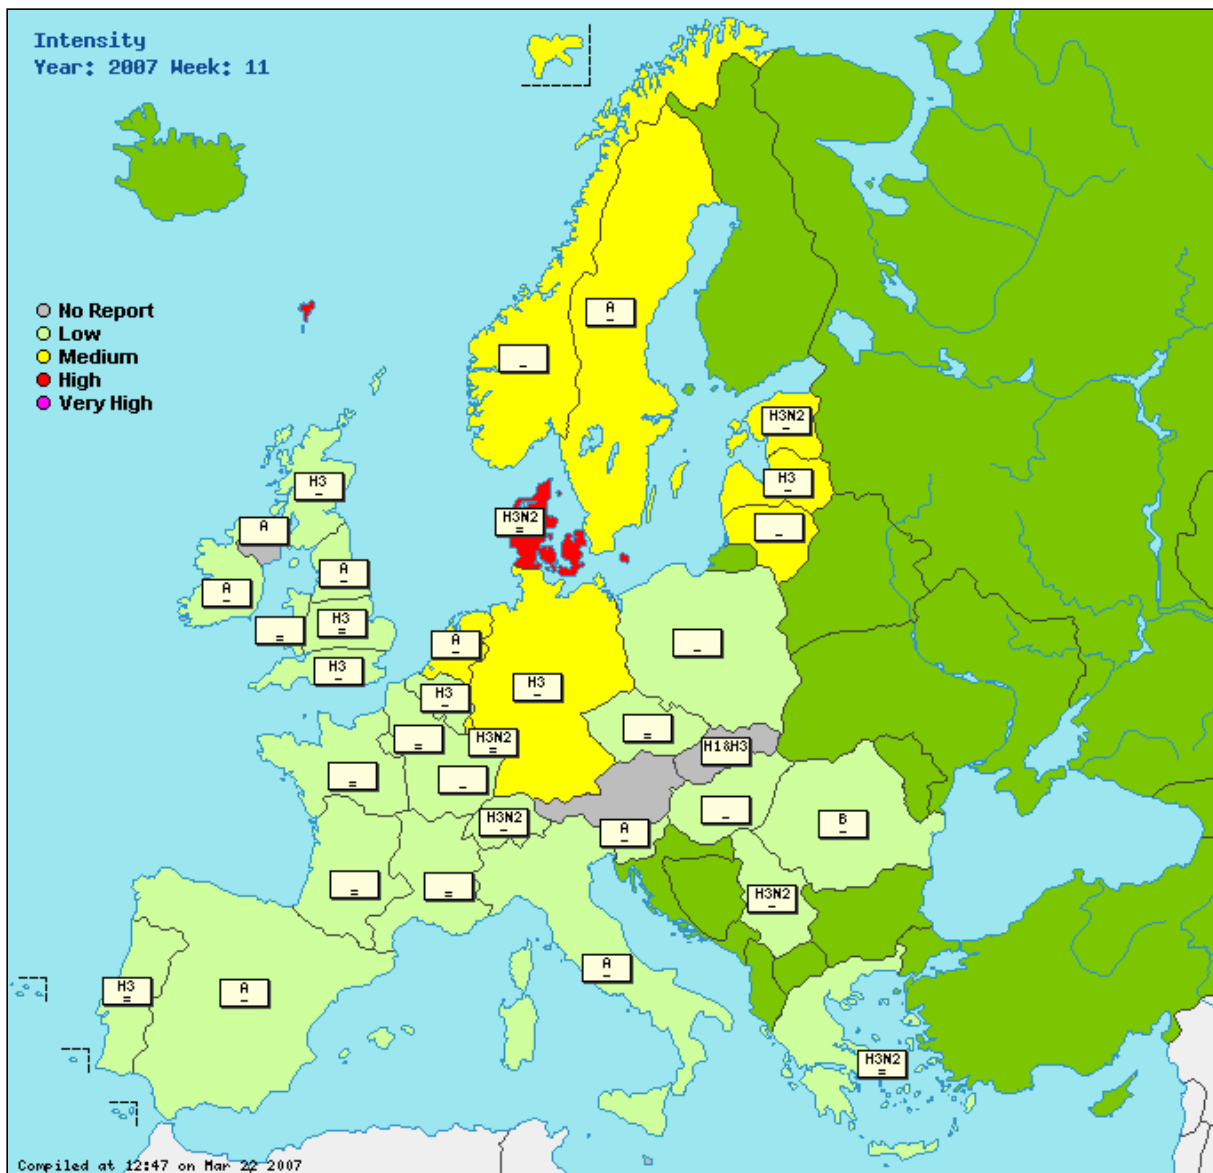 Intensity
Year: 2007 Week: 11
No Report
Low
Medium
High
Very High
A
–
–
H3N2
–
H3
–
–
H3
–
H3N2
=
A
–
A
–
A
–
H3
=
=
H3
–
A
–
–
H3
–
H3
–
=
H3N2
=
=
H1&H3
=
–
–
H3N2
–
A
–
B
–
=
=
H3N2
–
A
–
H3
=
A
–
H3N2
=
Compiled at 12:47 on Mar 22 2007